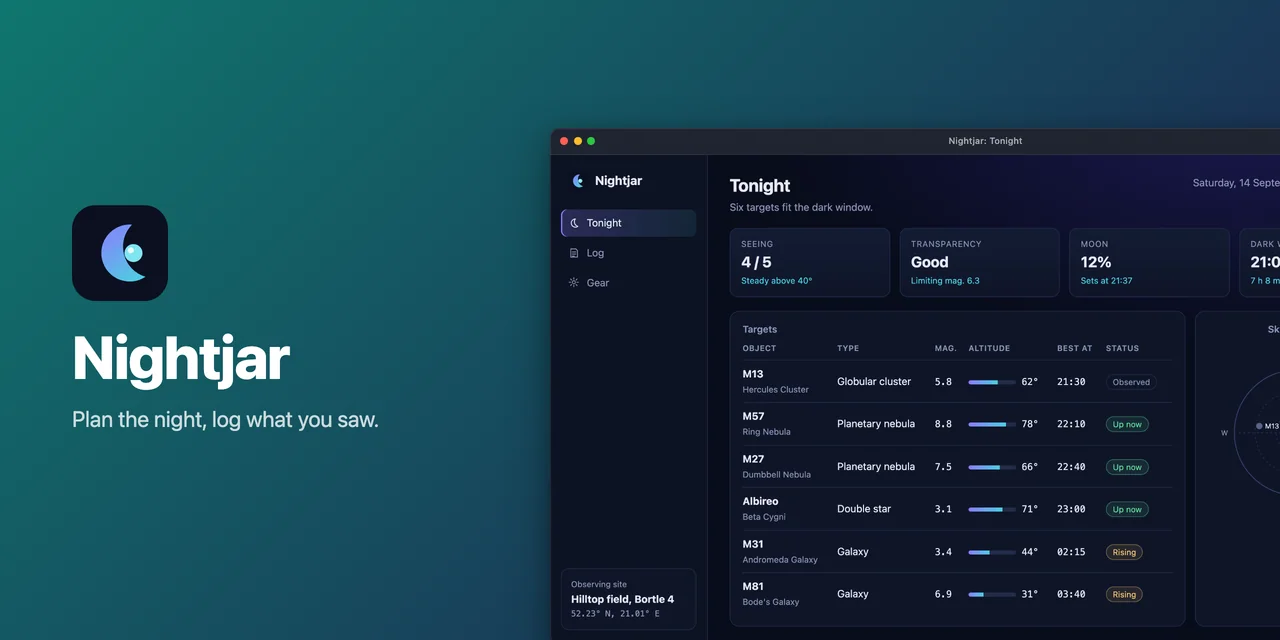 Nightjar
Plan the night, log what you saw.
Nightjar: Tonight
Nightjar
Tonight
Log
Gear
Observing site
Hilltop field, Bortle 4
52.23° N, 21.01° E
Tonight
Saturday, 14 Septe
Six targets fit the dark window.
SEEING
4 / 5
Steady above 40°
TRANSPARENCY
Good
Limiting mag. 6.3
MOON
12%
Sets at 21:37
DARK W
21:0
7 h 8 m
Targets
OBJECT TYPE MAG. ALTITUDE BEST AT STATUS
M13 Globular cluster 5.8 62° 21:30 Observed
Hercules Cluster
M57 Planetary nebula 8.8 78° 22:10 Up now
Ring Nebula
M27 Planetary nebula 7.5 66° 22:40 Up now
Dumbbell Nebula
Albireo Double star 3.1 71° 23:00 Up now
Beta Cygni
M31 Galaxy 3.4 44° 02:15 Rising
Andromeda Galaxy
M81 Galaxy 6.9 31° 03:40 Rising
Bode's Galaxy
Sk
W
M13